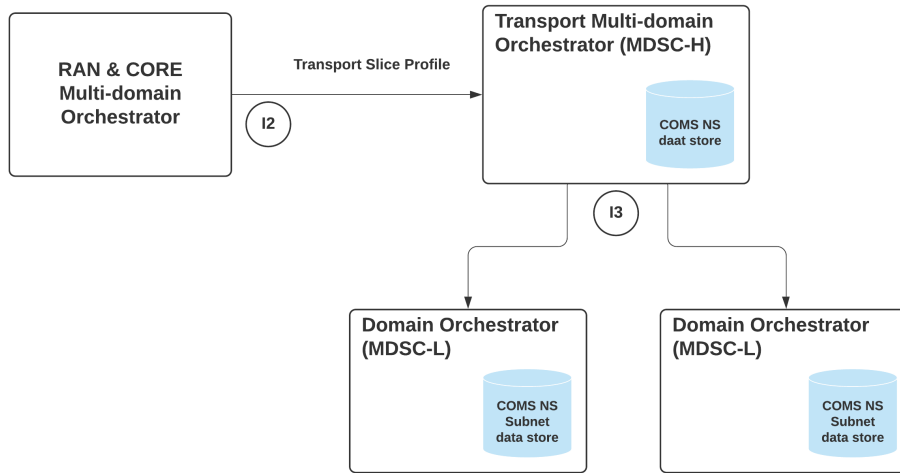 RAN & CORE
Multi-domain
Orchestrator
Transport Slice Profile
I2
Transport Multi-domain
Orchestrator (MDSC-H)
COMS NS
daat store
I3
Domain Orchestrator
(MDSC-L)
COMS NS
Subnet
data store
Domain Orchestrator
(MDSC-L)
COMS NS
Subnet
data store